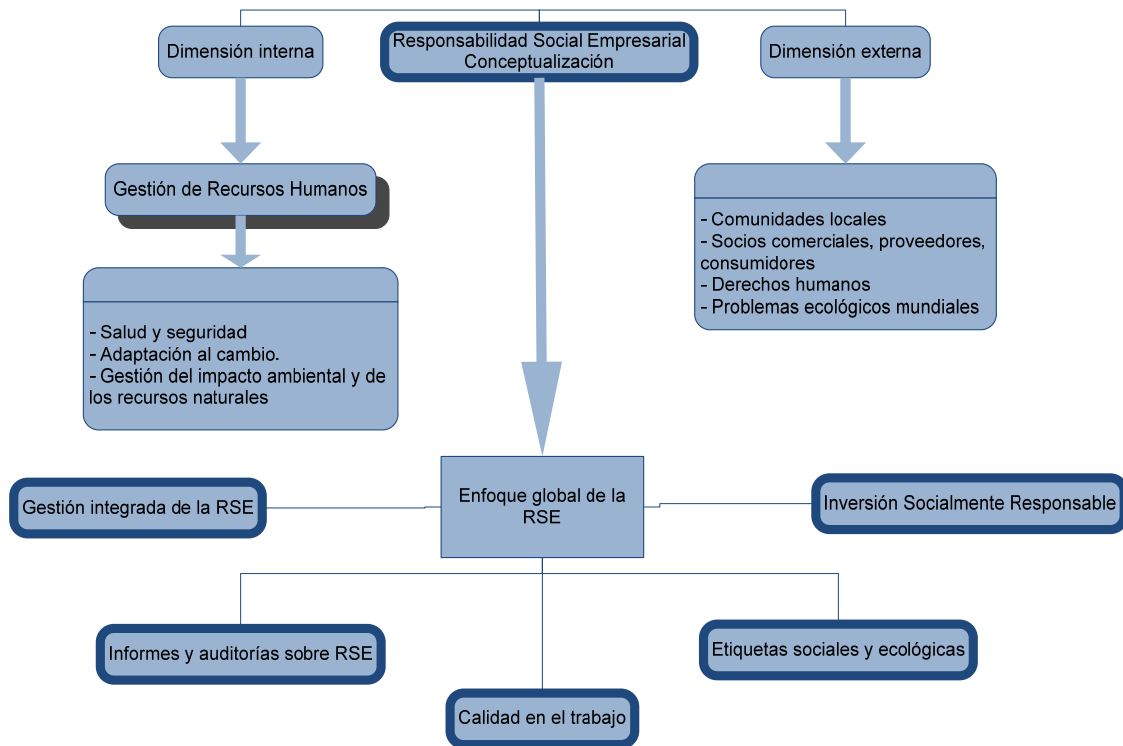 Dimensión interna
Responsabilidad Social Empresarial
Conceptualización
Dimensión externa
Gestión de Recursos Humanos
- Salud y seguridad
- Adaptación al cambio.
- Gestión del impacto ambiental y de
los recursos naturales
- Comunidades locales
- Socios comerciales, proveedores,
consumidores
- Derechos humanos
- Problemas ecológicos mundiales
Gestión integrada de la RSE
Enfoque global de la
RSE
Inversión Socialmente Responsable
Informes y auditorías sobre RSE
Etiquetas sociales y ecológicas
Calidad en el trabajo